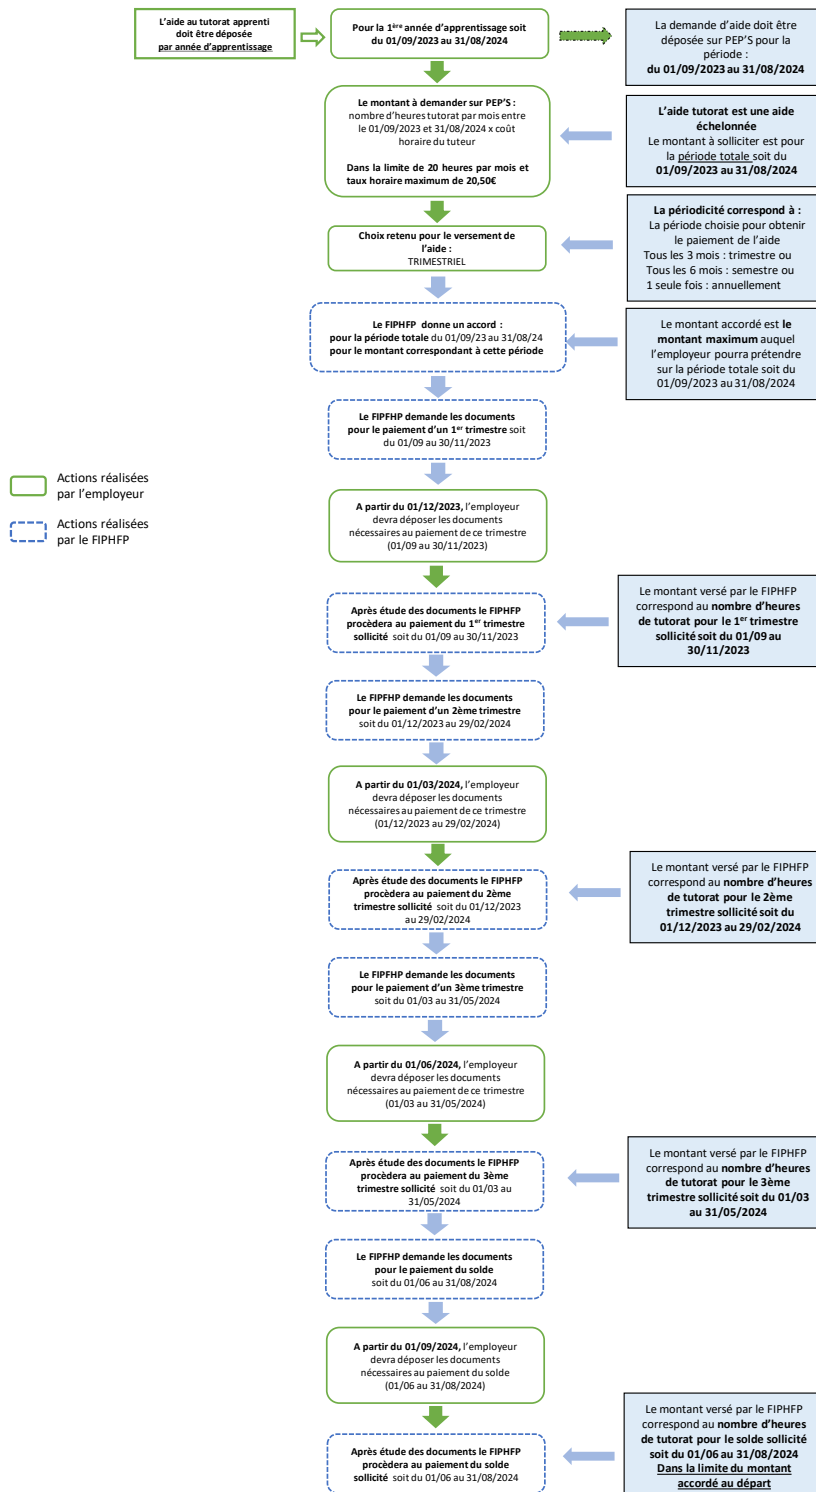 L'aide au tutorat apprenti
doit être déposée
par année d'apprentissage
Pour la 1ère année d'apprentissage soit
du 01/09/2023 au 31/08/2024
La demande d'aide doit être
déposée sur PEP'S pour la
période :
du 01/09/2023 au 31/08/2024
Le montant à demander sur PEP'S :
nombre d'heures tutorat par mois entre
le 01/09/2023 et 31/08/2024 x coût
horaire du tuteur
Dans la limite de 20 heures par mois et
taux horaire maximum de 20,50€
L'aide tutorat est une aide
échelonnée
Le montant à solliciter est pour
la période totale soit du
01/09/2023 au 31/08/2024
Choix retenu pour le versement de
l'aide :
TRIMESTRIEL
La périodicité correspond à :
La période choisie pour obtenir
le paiement de l'aide
Tous les 3 mois : trimestre ou
Tous les 6 mois : semestre ou
1 seule fois : annuellement
Le FIPHFP donne un accord :
pour la période totale du 01/09/23 au 31/08/24
pour le montant correspondant à cette période
Le montant accordé est le
montant maximum auquel
l'employeur pourra prétendre
sur la période totale soit du
01/09/2023 au 31/08/2024
Le FIPFHP demande les documents
pour le paiement d'un 1er trimestre soit
du 01/09 au 30/11/2023
Actions réalisées
par l'employeur
Actions réalisées
par le FIPHFP
A partir du 01/12/2023, l'employeur
devra déposer les documents
nécessaires au paiement de ce trimestre
(01/09 au 30/11/2023)
Après étude des documents le FIPHFP
procèdera au paiement du 1er trimestre
sollicité soit du 01/09 au 30/11/2023
Le montant versé par le FIPHFP
correspond au nombre d'heures
de tutorat pour le 1er trimestre
sollicité soit du 01/09 au
30/11/2023
Le FIPFHP demande les documents
pour le paiement d'un 2ème trimestre
soit du 01/12/2023 au 29/02/2024
A partir du 01/03/2024, l'employeur
devra déposer les documents
nécessaires au paiement de ce trimestre
(01/12/2023 au 29/02/2024)
Après étude des documents le FIPHFP
procèdera au paiement du 2ème
trimestre sollicité soit du 01/12/2023
au 29/02/2024
Le montant versé par le FIPHFP
correspond au nombre d'heures
de tutorat pour le 2ème
trimestre sollicité soit du
01/12/2023 au 29/02/2024
Le FIPFHP demande les documents
pour le paiement d'un 3ème trimestre
soit du 01/03 au 31/05/2024
A partir du 01/06/2024, l'employeur
devra déposer les documents
nécessaires au paiement de ce trimestre
(01/03 au 31/05/2024)
Après étude des documents le FIPHFP
procèdera au paiement du 3ème
trimestre sollicité soit du 01/03 au
31/05/2024
Le montant versé par le FIPHFP
correspond au nombre d'heures
de tutorat pour le 3ème
trimestre sollicité soit du 01/03
au 31/05/2024
Le FIPFHP demande les documents
pour le paiement du solde
soit du 01/06 au 31/08/2024
A partir du 01/09/2024, l'employeur
devra déposer les documents
nécessaires au paiement du solde
(01/06 au 31/08/2024)
Après étude des documents le FIPHFP
procèdera au paiement du solde
sollicité soit du 01/06 au 31/08/2024
Le montant versé par le FIPHFP
correspond au nombre d'heures
de tutorat pour le solde sollicité
soit du 01/06 au 31/08/2024
Dans la limite du montant
accordé au départ